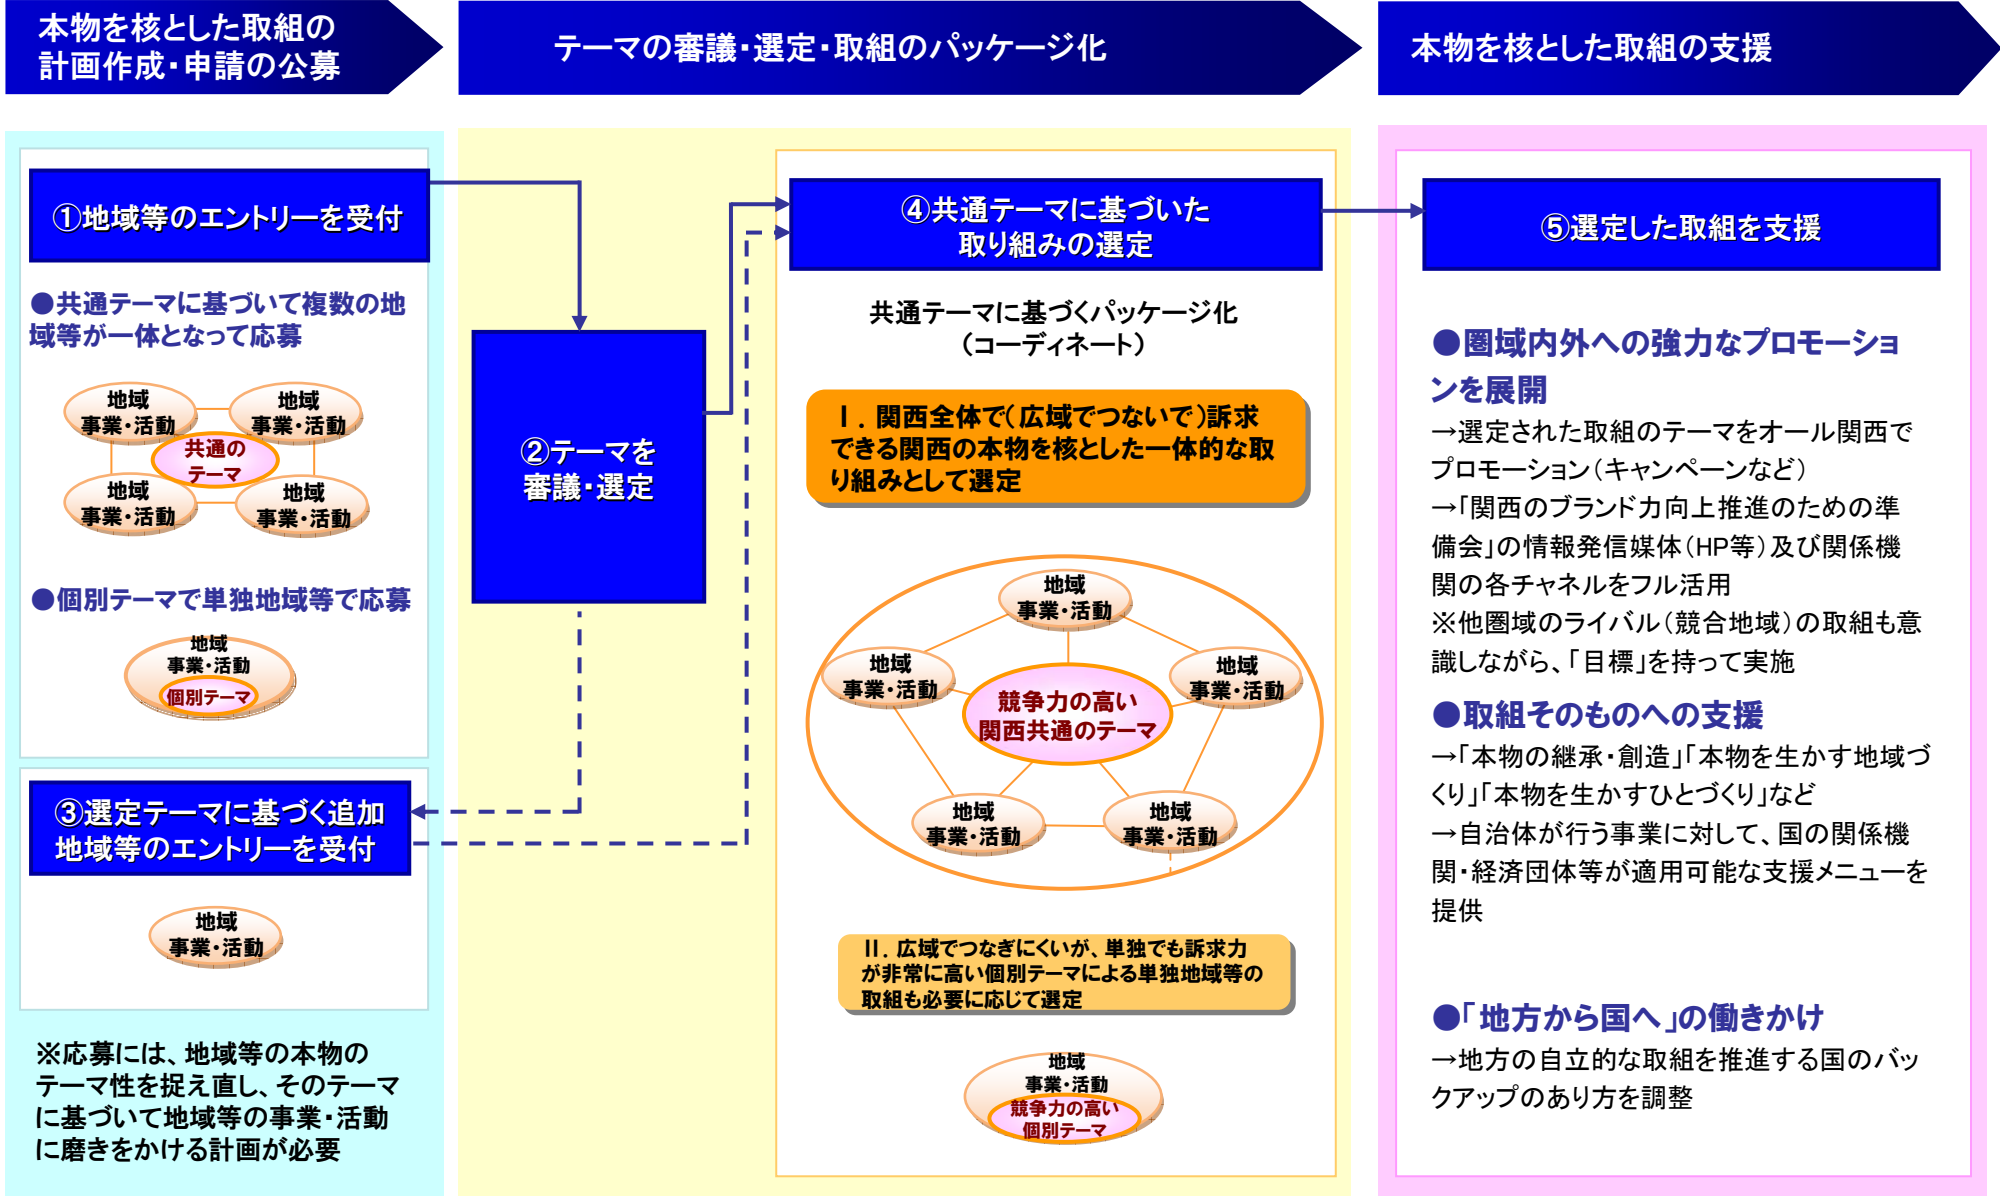 本物を核とした取組の
計画作成・申請の公募
テーマの審議・選定・取組のパッケージ化
本物を核とした取組の支援
①地域等のエントリーを受付
●共通テーマに基づいて複数の地
域等が一体となって応募
地域
事業・活動
地域
事業・活動
共通の
テーマ
地域
事業・活動
地域
事業・活動
●個別テーマで単独地域等で応募
地域
事業・活動
個別テーマ
③選定テーマに基づく追加
地域等のエントリーを受付
地域
事業・活動
※応募には、地域等の本物の
テーマ性を捉え直し、そのテーマ
に基づいて地域等の事業・活動
に磨きをかける計画が必要
②テーマを
審議・選定
④共通テーマに基づいた
取り組みの選定
共通テーマに基づくパッケージ化
（コーディネート）
Ⅰ．関西全体で（広域でつないで）訴求
できる関西の本物を核とした一体的な取
り組みとして選定
地域
事業・活動
地域
事業・活動
地域
事業・活動
競争力の高い
関西共通のテーマ
地域
事業・活動
地域
事業・活動
Ⅱ．広域でつなぎにくいが、単独でも訴求力
が非常に高い個別テーマによる単独地域等の
取組も必要に応じて選定
地域
事業・活動
競争力の高い
個別テーマ
⑤選定した取組を支援
●圏域内外への強力なプロモーショ
ンを展開
→選定された取組のテーマをオール関西で
プロモーション（キャンペーンなど）
→「関西のブランド力向上推進のための準
備会」の情報発信媒体（HP等）及び関係機
関の各チャネルをフル活用
※他圏域のライバル（競合地域）の取組も意
識しながら、「目標」を持って実施
●取組そのものへの支援
→「本物の継承・創造」「本物を生かす地域づ
くり」「本物を生かすひとづくり」など
→自治体が行う事業に対して、国の関係機
関・経済団体等が適用可能な支援メニューを
提供
●「地方から国へ」の働きかけ
→地方の自立的な取組を推進する国のバッ
クアップのあり方を調整